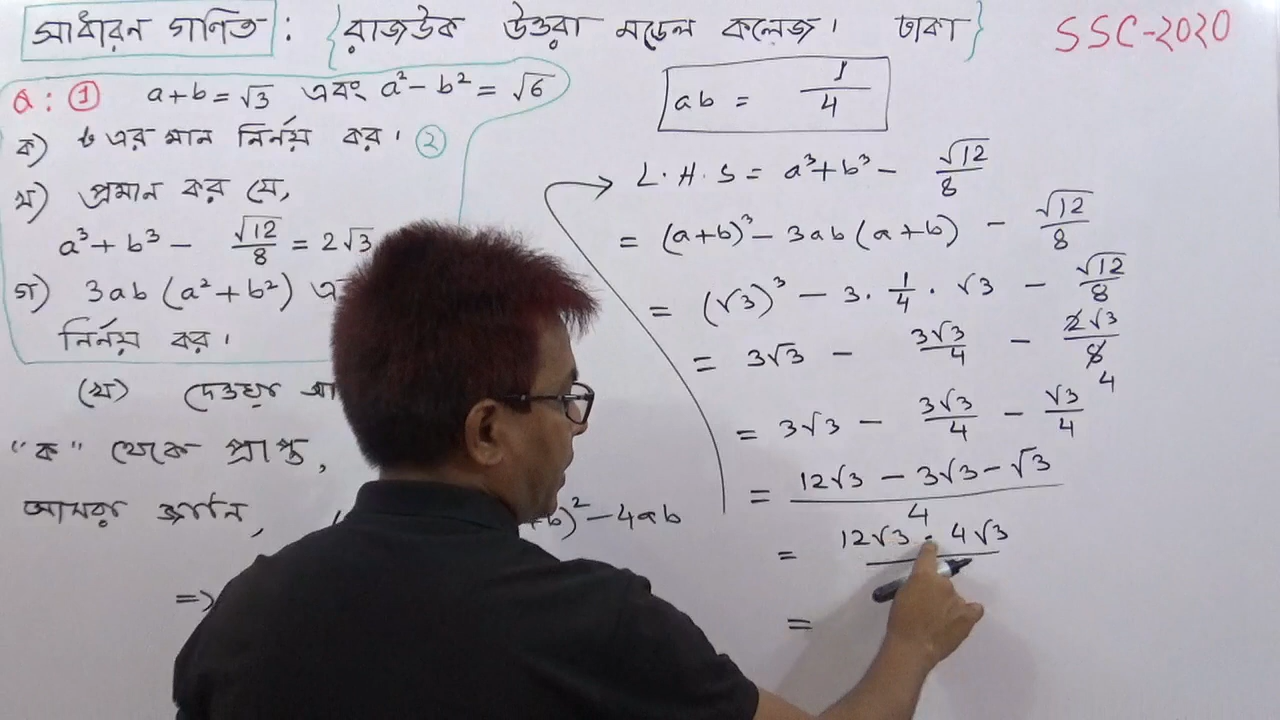 সাধারন গনিত : {রাজউক উত্তরা মডেল কলেজ। ঢাকা} SSC-2020
Q : ① a+b = √3 এবং a² - b² = √6
ক) b এর মান নির্নয় কর। ②
খ) প্রমান কর যে,
a³ + b³ - √12/8 = 2√3
গ) 3ab (a² + b²)
নির্নয় কর।
(খ) দেওয়া
"ক" থেকে প্রাপ্ত,
আমরা জানি, b)² - 4ab
=>
ab = 1/4
L.H.S = a³ + b³ - √12/8
= (a+b)³ - 3ab (a+b) - √12/8
= (√3)³ - 3. 1/4 . √3 - √12/8
= 3√3 - 3√3/4 - 2√3/8 4
= 3√3 - 3√3/4 - √3/4
= 12√3 - 3√3 - √3 / 4
= 12√3 - 4√3
=